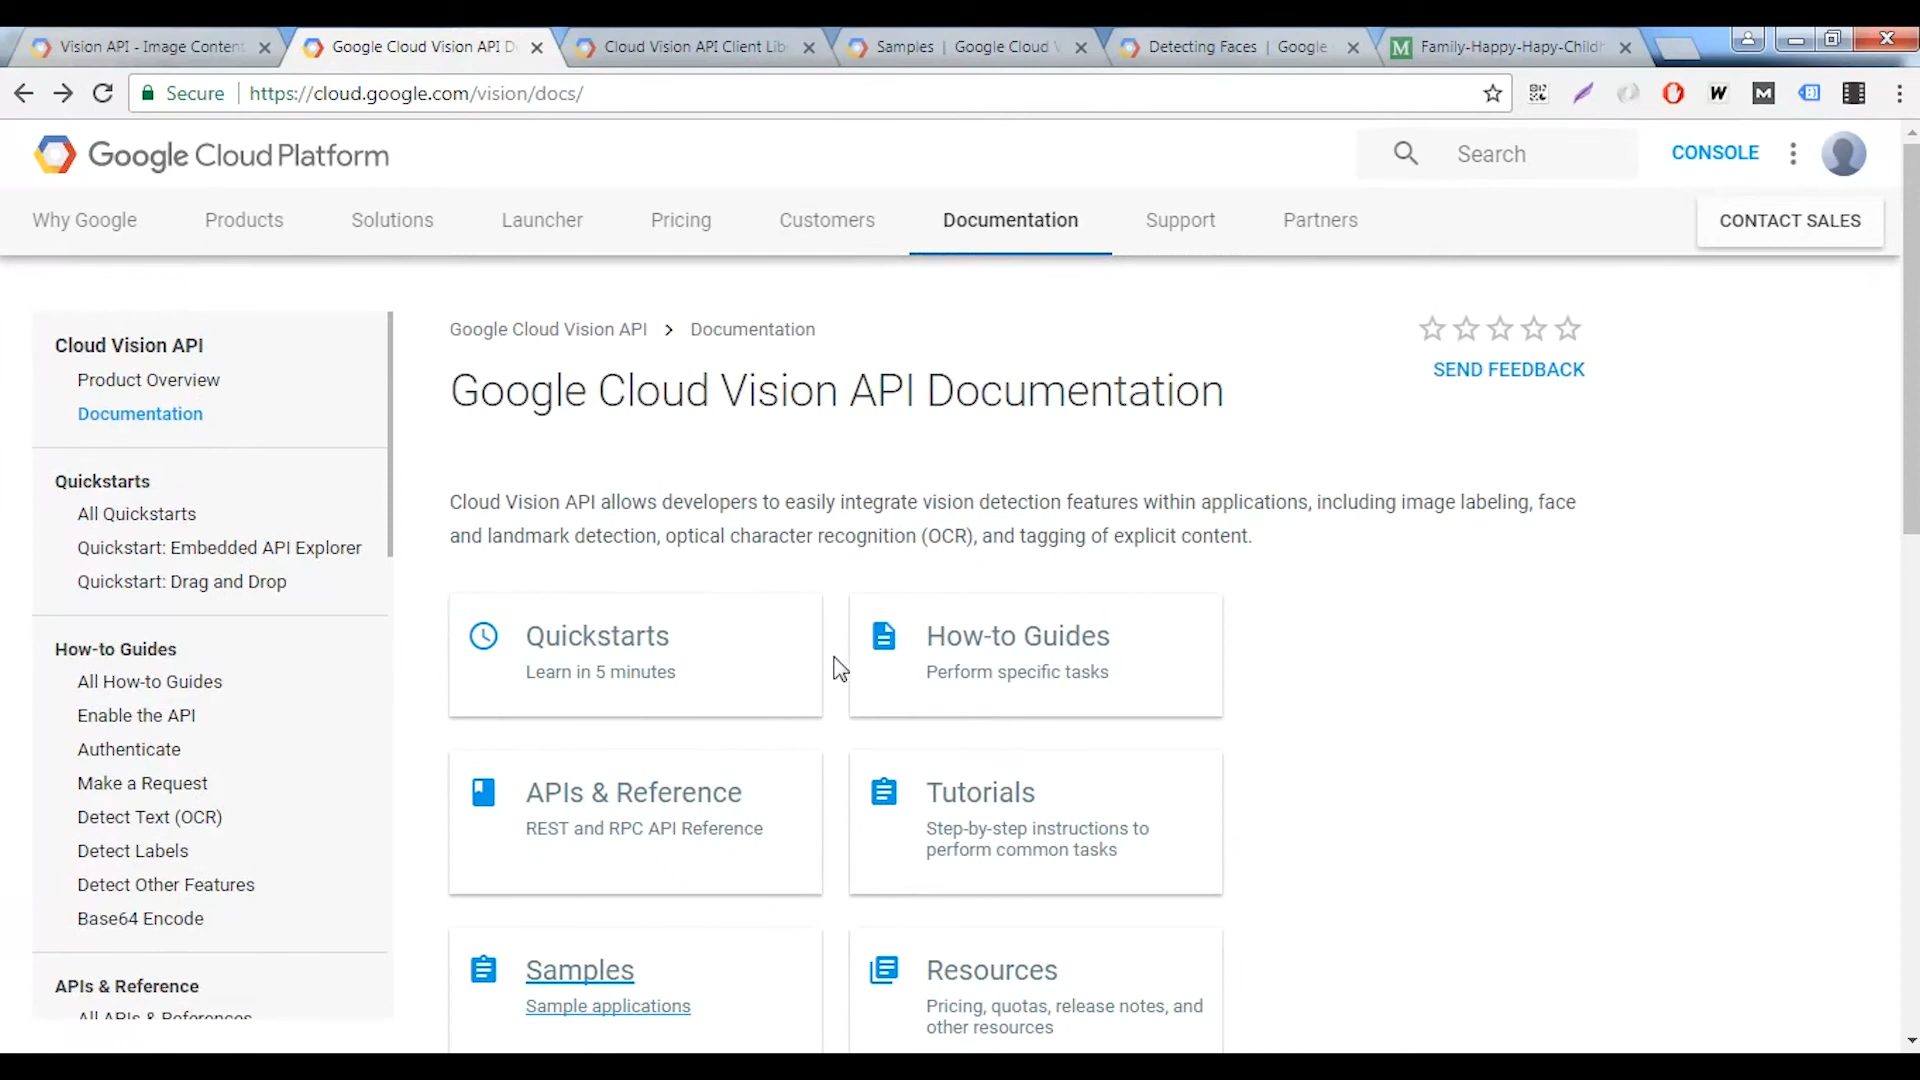 Vision API - Image Content
Google Cloud Vision API D
Cloud Vision API Client Lib
Samples | Google Cloud V
Detecting Faces | Google
Family-Happy-Hapy-Childh
Secure
https://cloud.google.com/vision/docs/
Google Cloud Platform
Search
CONSOLE
Why Google
Products
Solutions
Launcher
Pricing
Customers
Documentation
Support
Partners
CONTACT SALES
Cloud Vision API
Product Overview
Documentation
Quickstarts
All Quickstarts
Quickstart: Embedded API Explorer
Quickstart: Drag and Drop
How-to Guides
All How-to Guides
Enable the API
Authenticate
Make a Request
Detect Text (OCR)
Detect Labels
Detect Other Features
Base64 Encode
APIs & Reference
All APIs & References
Google Cloud Vision API > Documentation
SEND FEEDBACK
Google Cloud Vision API Documentation
Cloud Vision API allows developers to easily integrate vision detection features within applications, including image labeling, face
and landmark detection, optical character recognition (OCR), and tagging of explicit content.
Quickstarts
Learn in 5 minutes
How-to Guides
Perform specific tasks
APIs & Reference
REST and RPC API Reference
Tutorials
Step-by-step instructions to
perform common tasks
Samples
Sample applications
Resources
Pricing, quotas, release notes, and
other resources